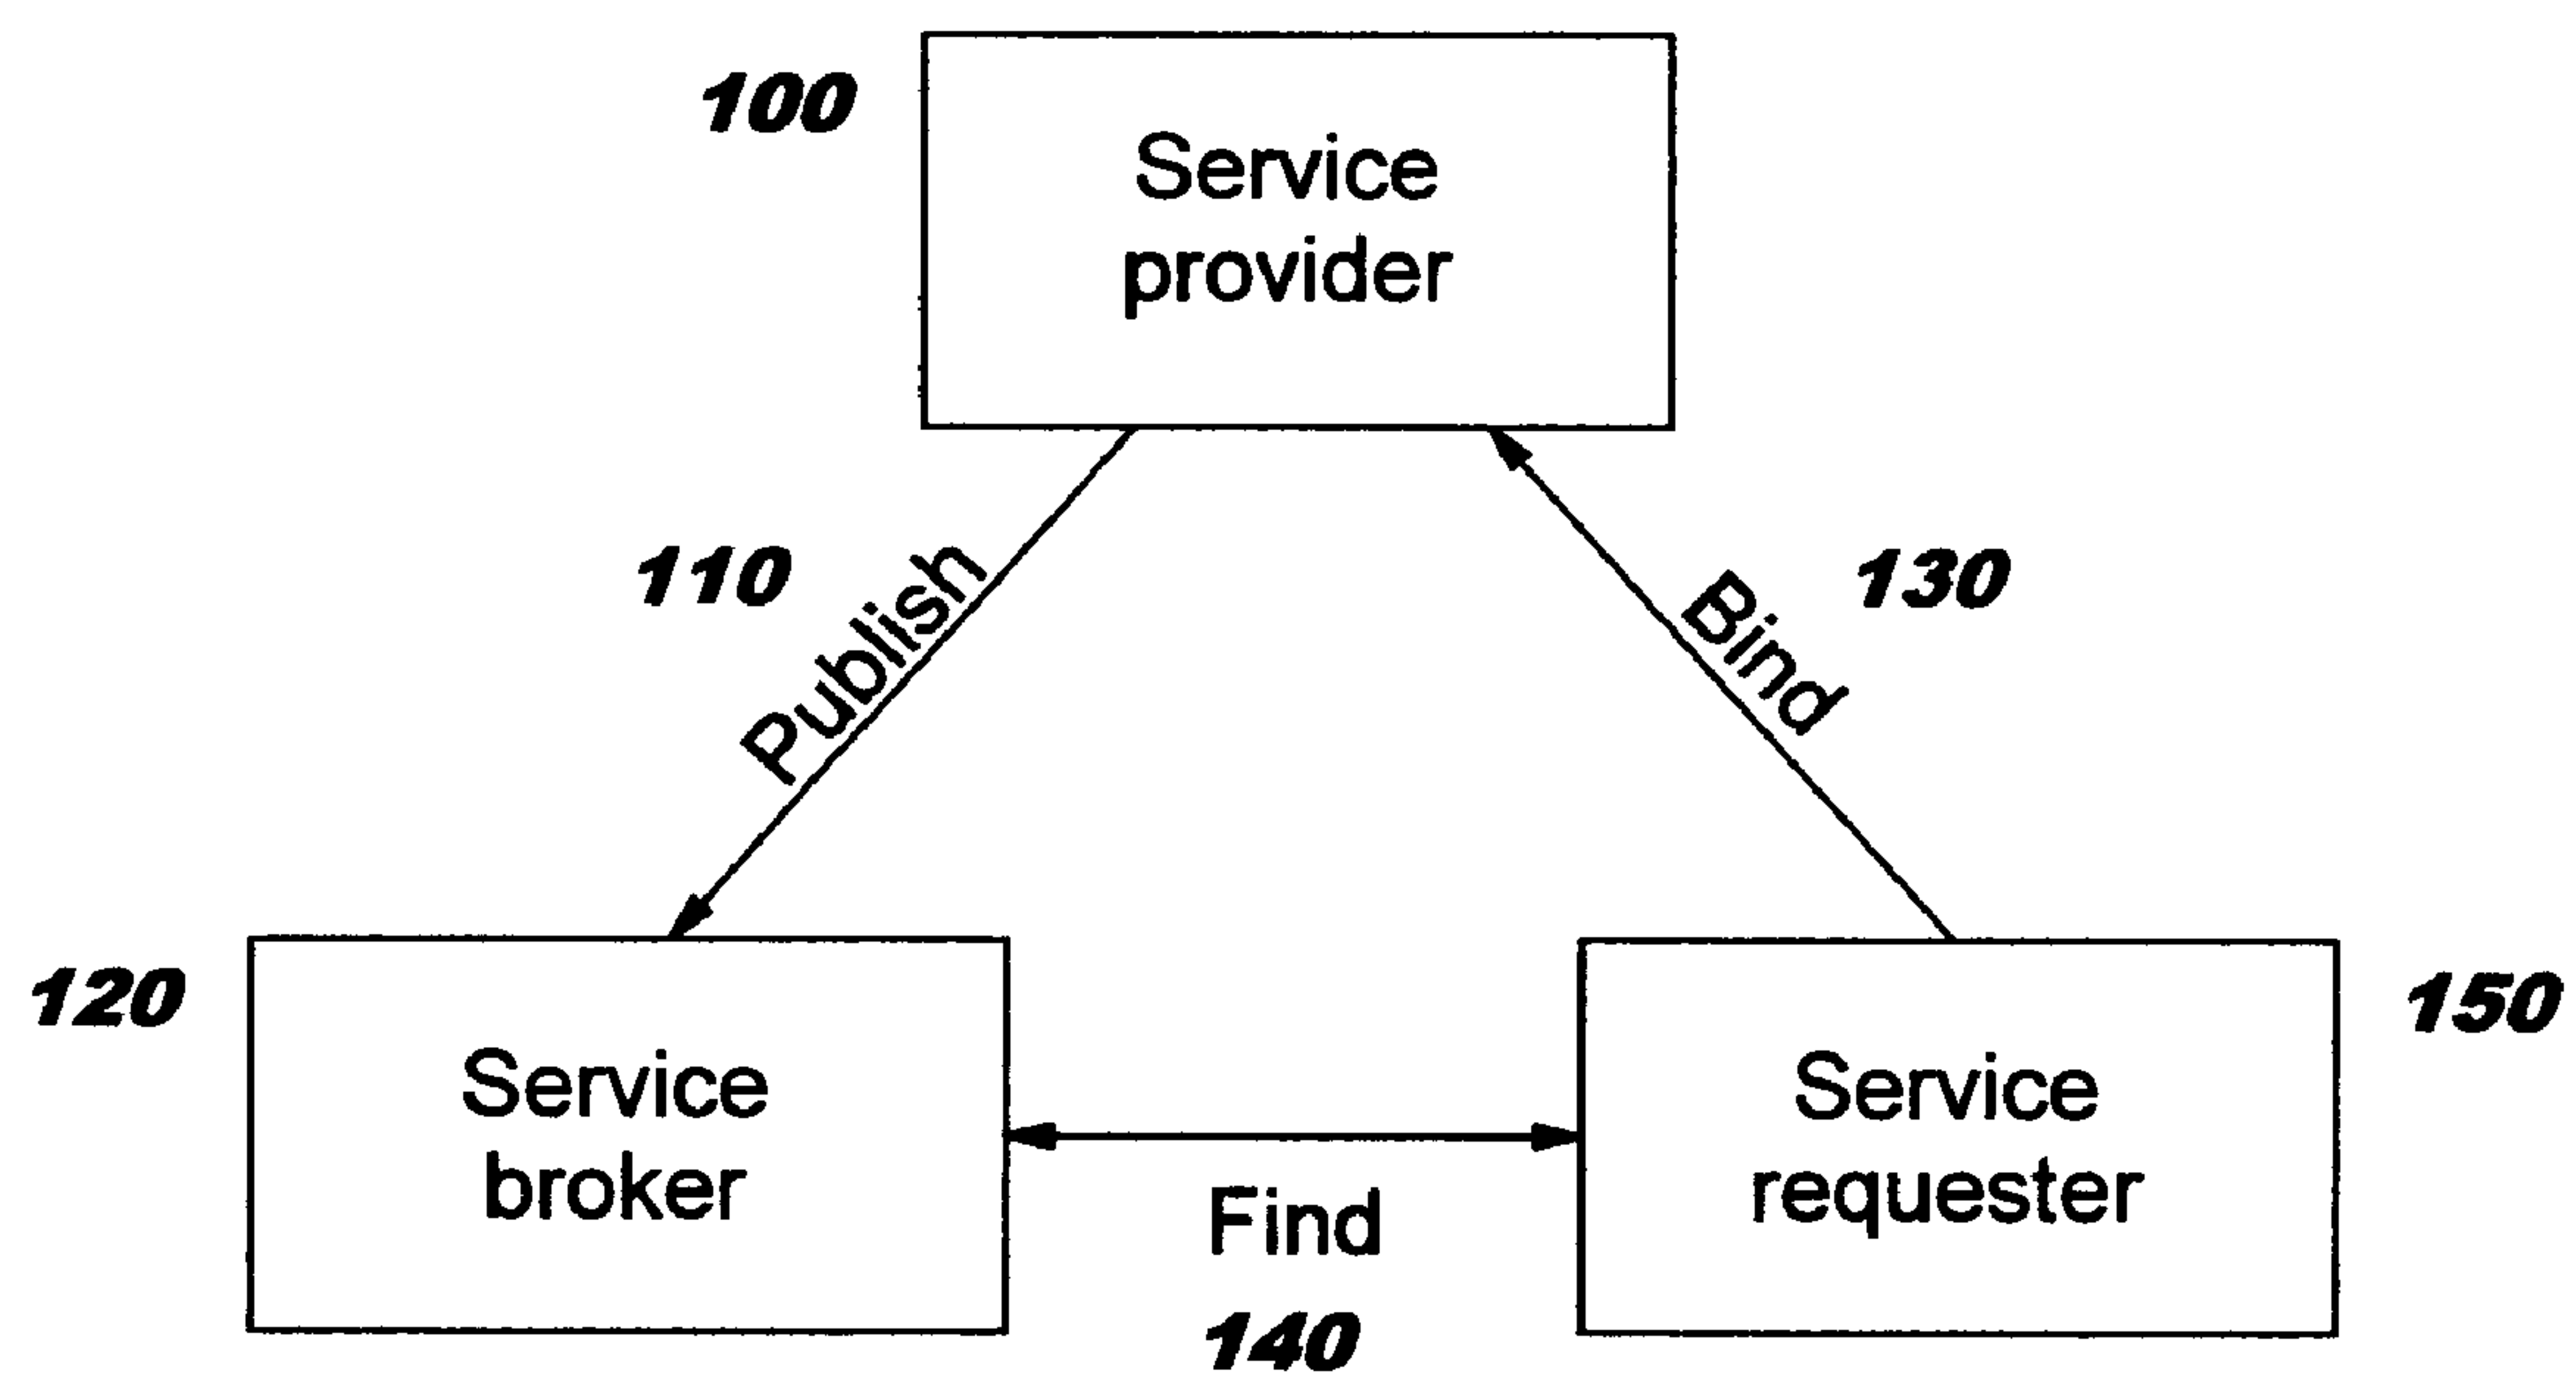 100
Service
provider
110
Publish
130
Bind
120
Service
broker
Find
140
Service
requester
150